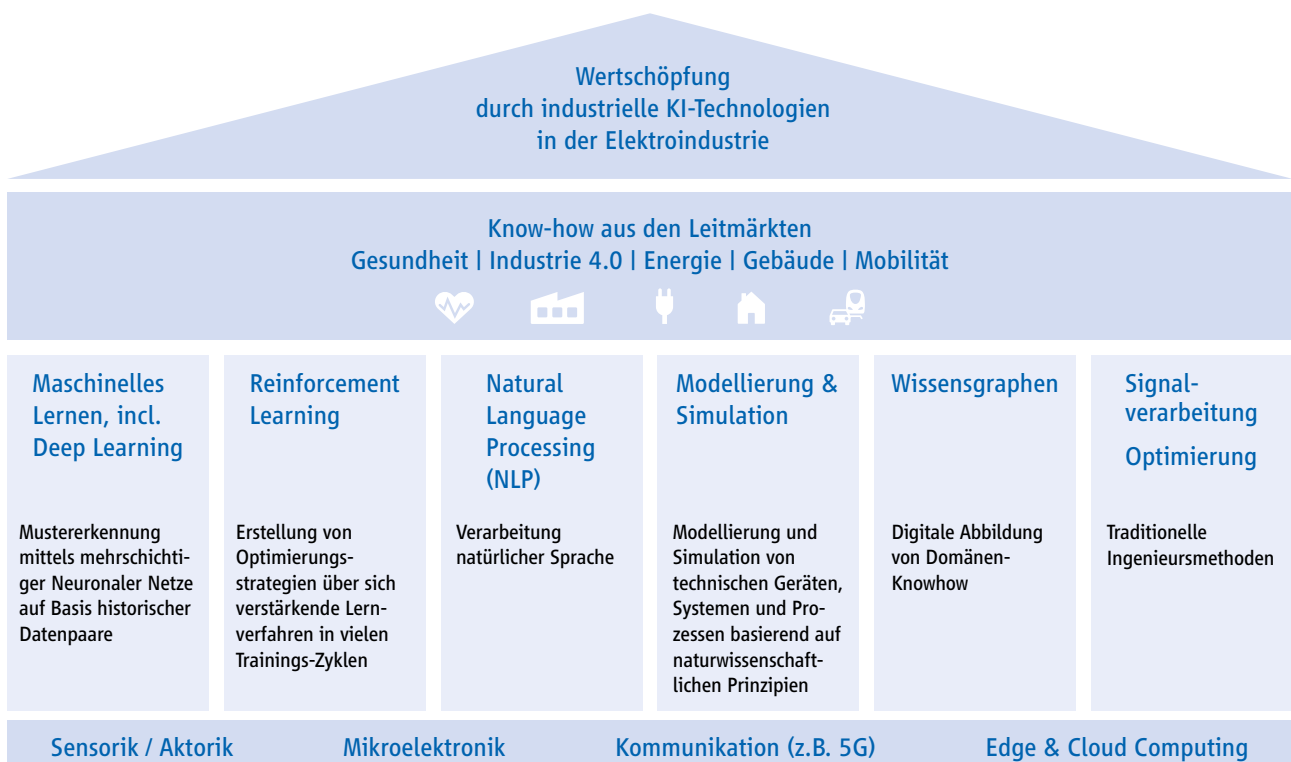 Wertschöpfung
durch industrielle KI-Technologien
in der Elektroindustrie
Know-how aus den Leitmärkten
Gesundheit | Industrie 4.0 | Energie | Gebäude | Mobilität
Maschinelles
Lernen, incl.
Deep Learning
Mustererkennung
mittels mehrschichti-
ger Neuronaler Netze
auf Basis historischer
Datenpaare
Reinforcement
Learning
Erstellung von
Optimierungs-
strategien über sich
verstärkende Lern-
verfahren in vielen
Trainings-Zyklen
Natural
Language
Processing
(NLP)
Verarbeitung
natürlicher Sprache
Modellierung &
Simulation
Modellierung und
Simulation von
technischen Geräten,
Systemen und Pro-
zessen basierend auf
naturwissenschaft-
lichen Prinzipien
Wissensgraphen
Digitale Abbildung
von Domänen-
Knowhow
Signal-
verarbeitung
Optimierung
Traditionelle
Ingenieursmethoden
Sensorik / Aktorik Mikroelektronik Kommunikation (z.B. 5G) Edge & Cloud Computing